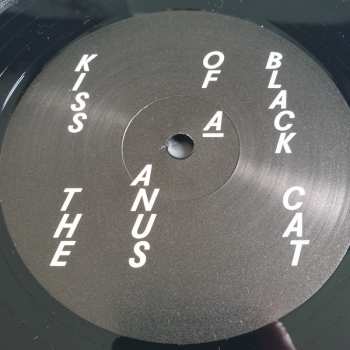 KISS THE
ANUS
OF A
BLACK CAT